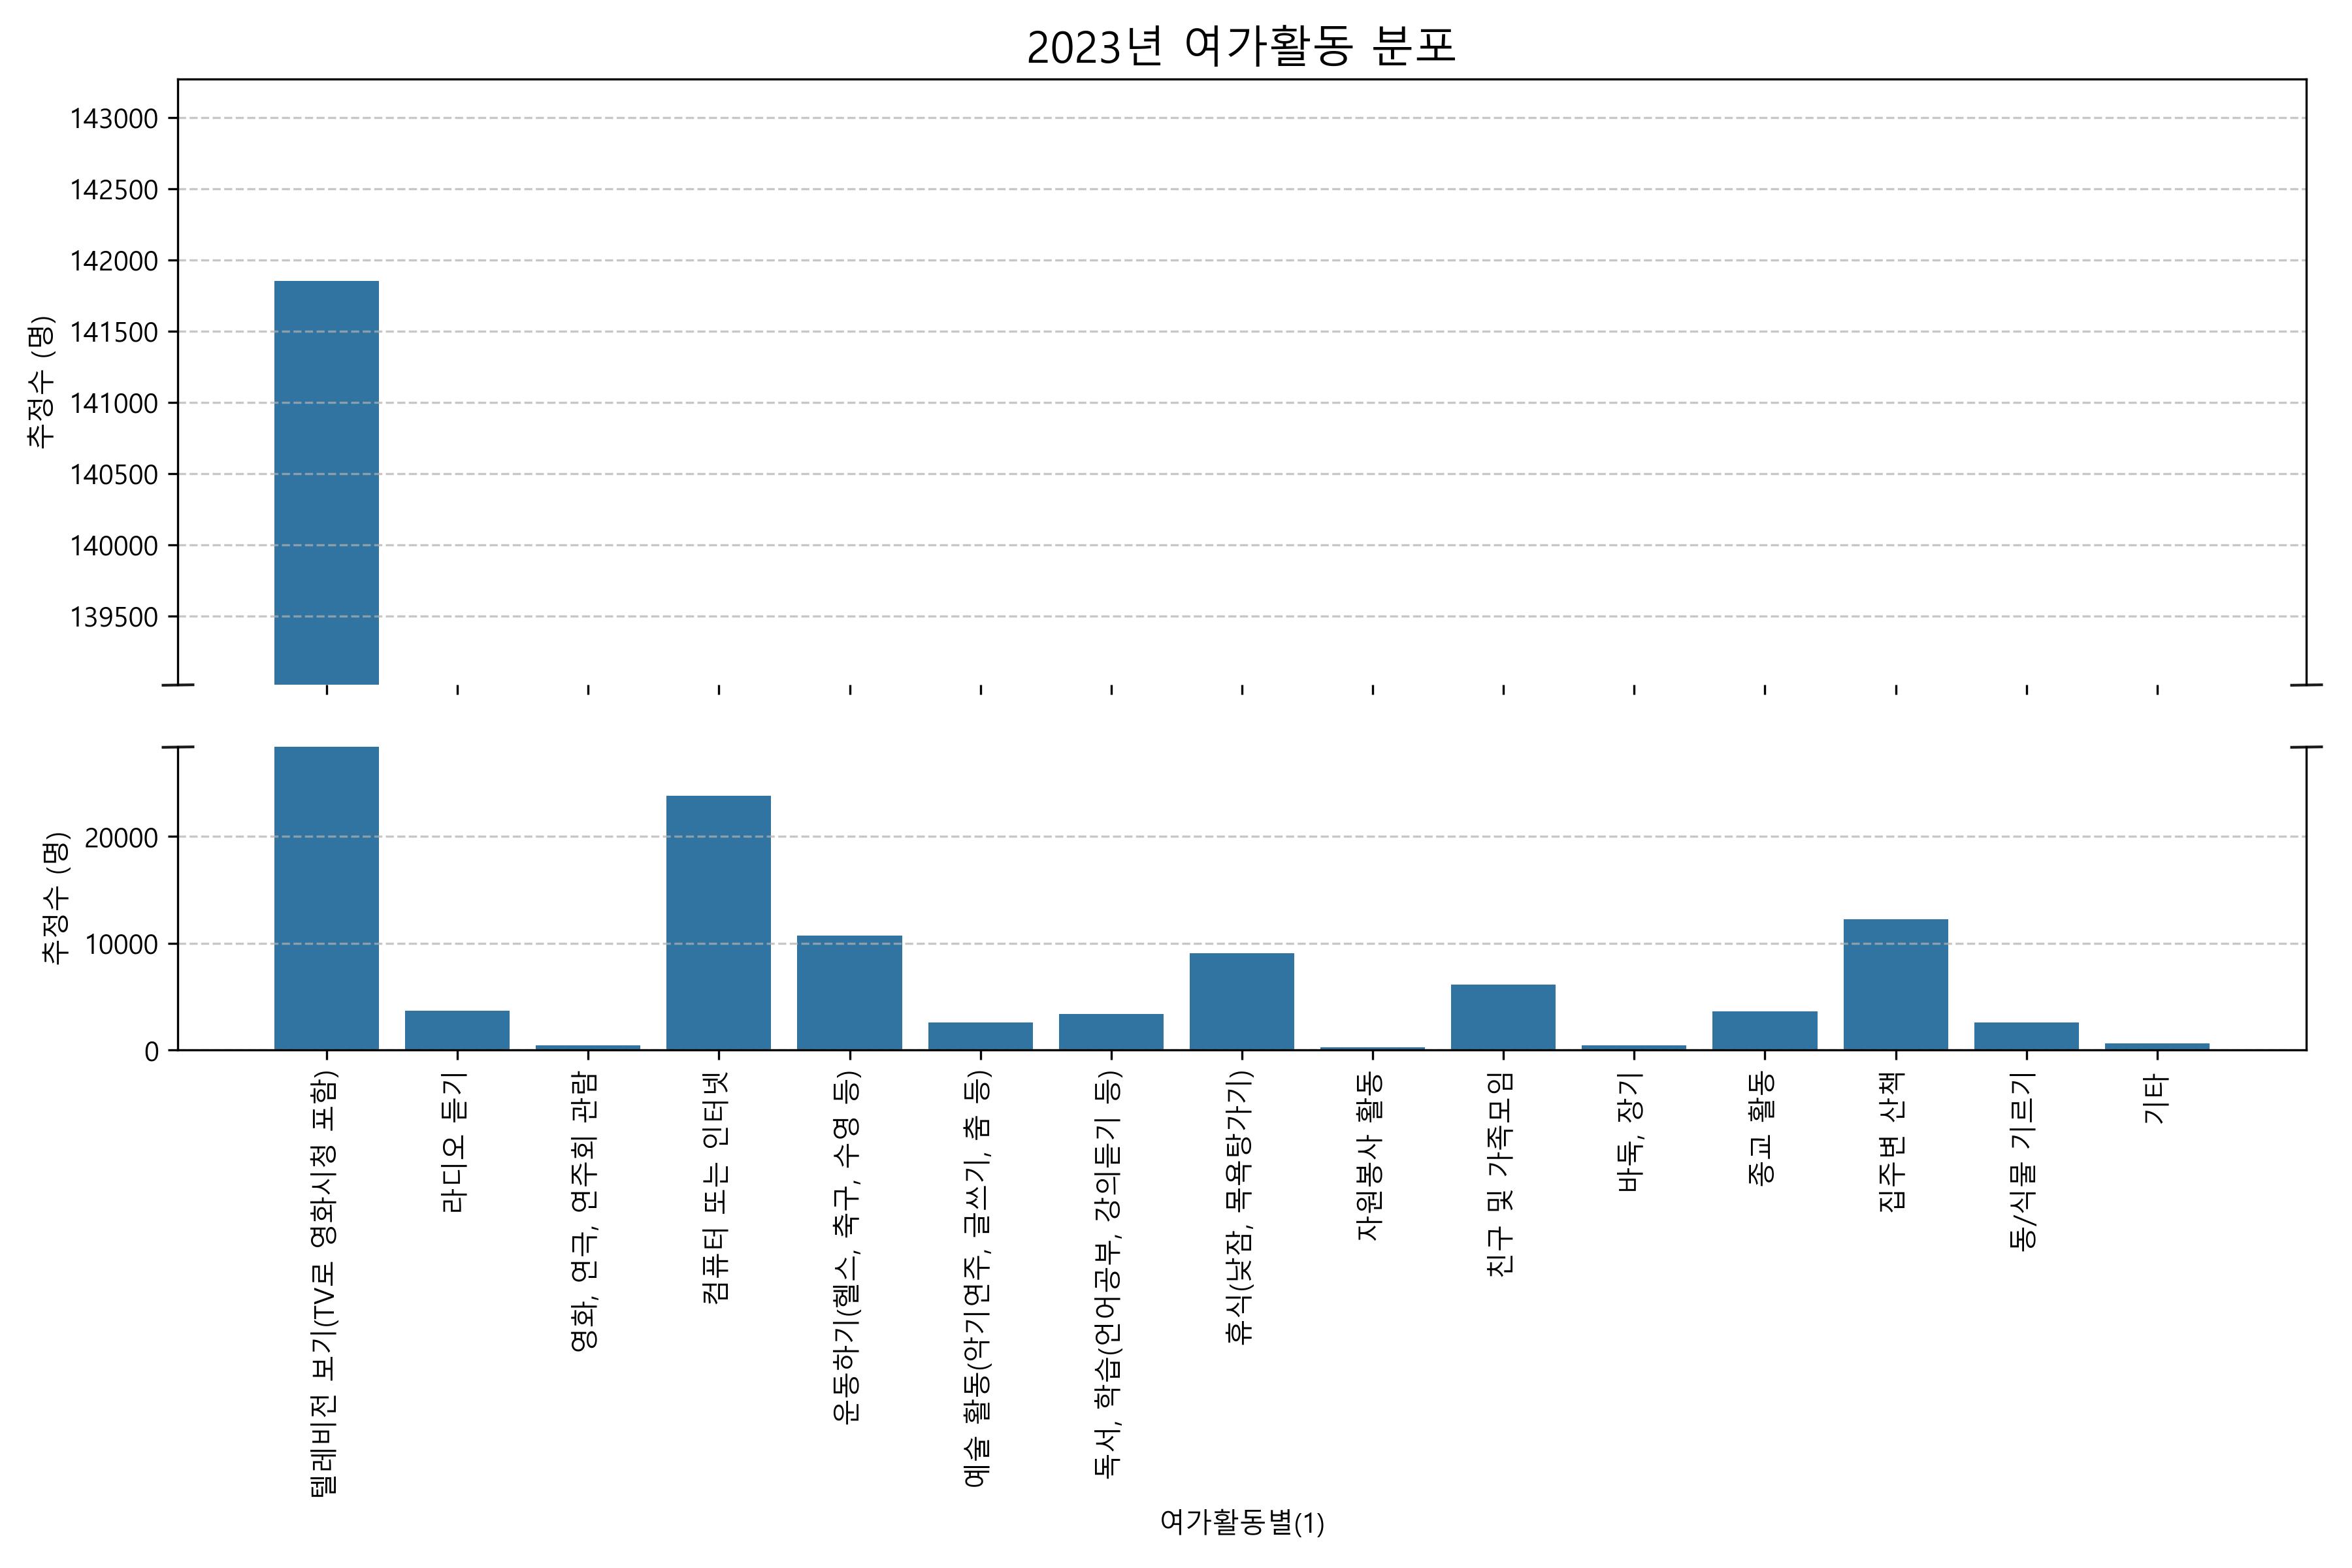 2023년 여가활동 분포
추정수 (명)
143000
142500
142000
141500
141000
140500
140000
139500
추정수 (명)
20000
10000
0
텔레비전 보기(TV로 영화시청 포함)
라디오 듣기
영화, 연극, 연주회 관람
컴퓨터 또는 인터넷
운동하기(헬스, 축구, 수영 등)
예술 활동(악기연주, 글쓰기, 춤 등)
독서, 학습(언어공부, 강의듣기 등)
휴식(낮잠, 목욕탕가기)
자원봉사 활동
친구 및 가족모임
바둑, 장기
종교 활동
집주변 산책
동/식물 기르기
기타
여가활동별(1)